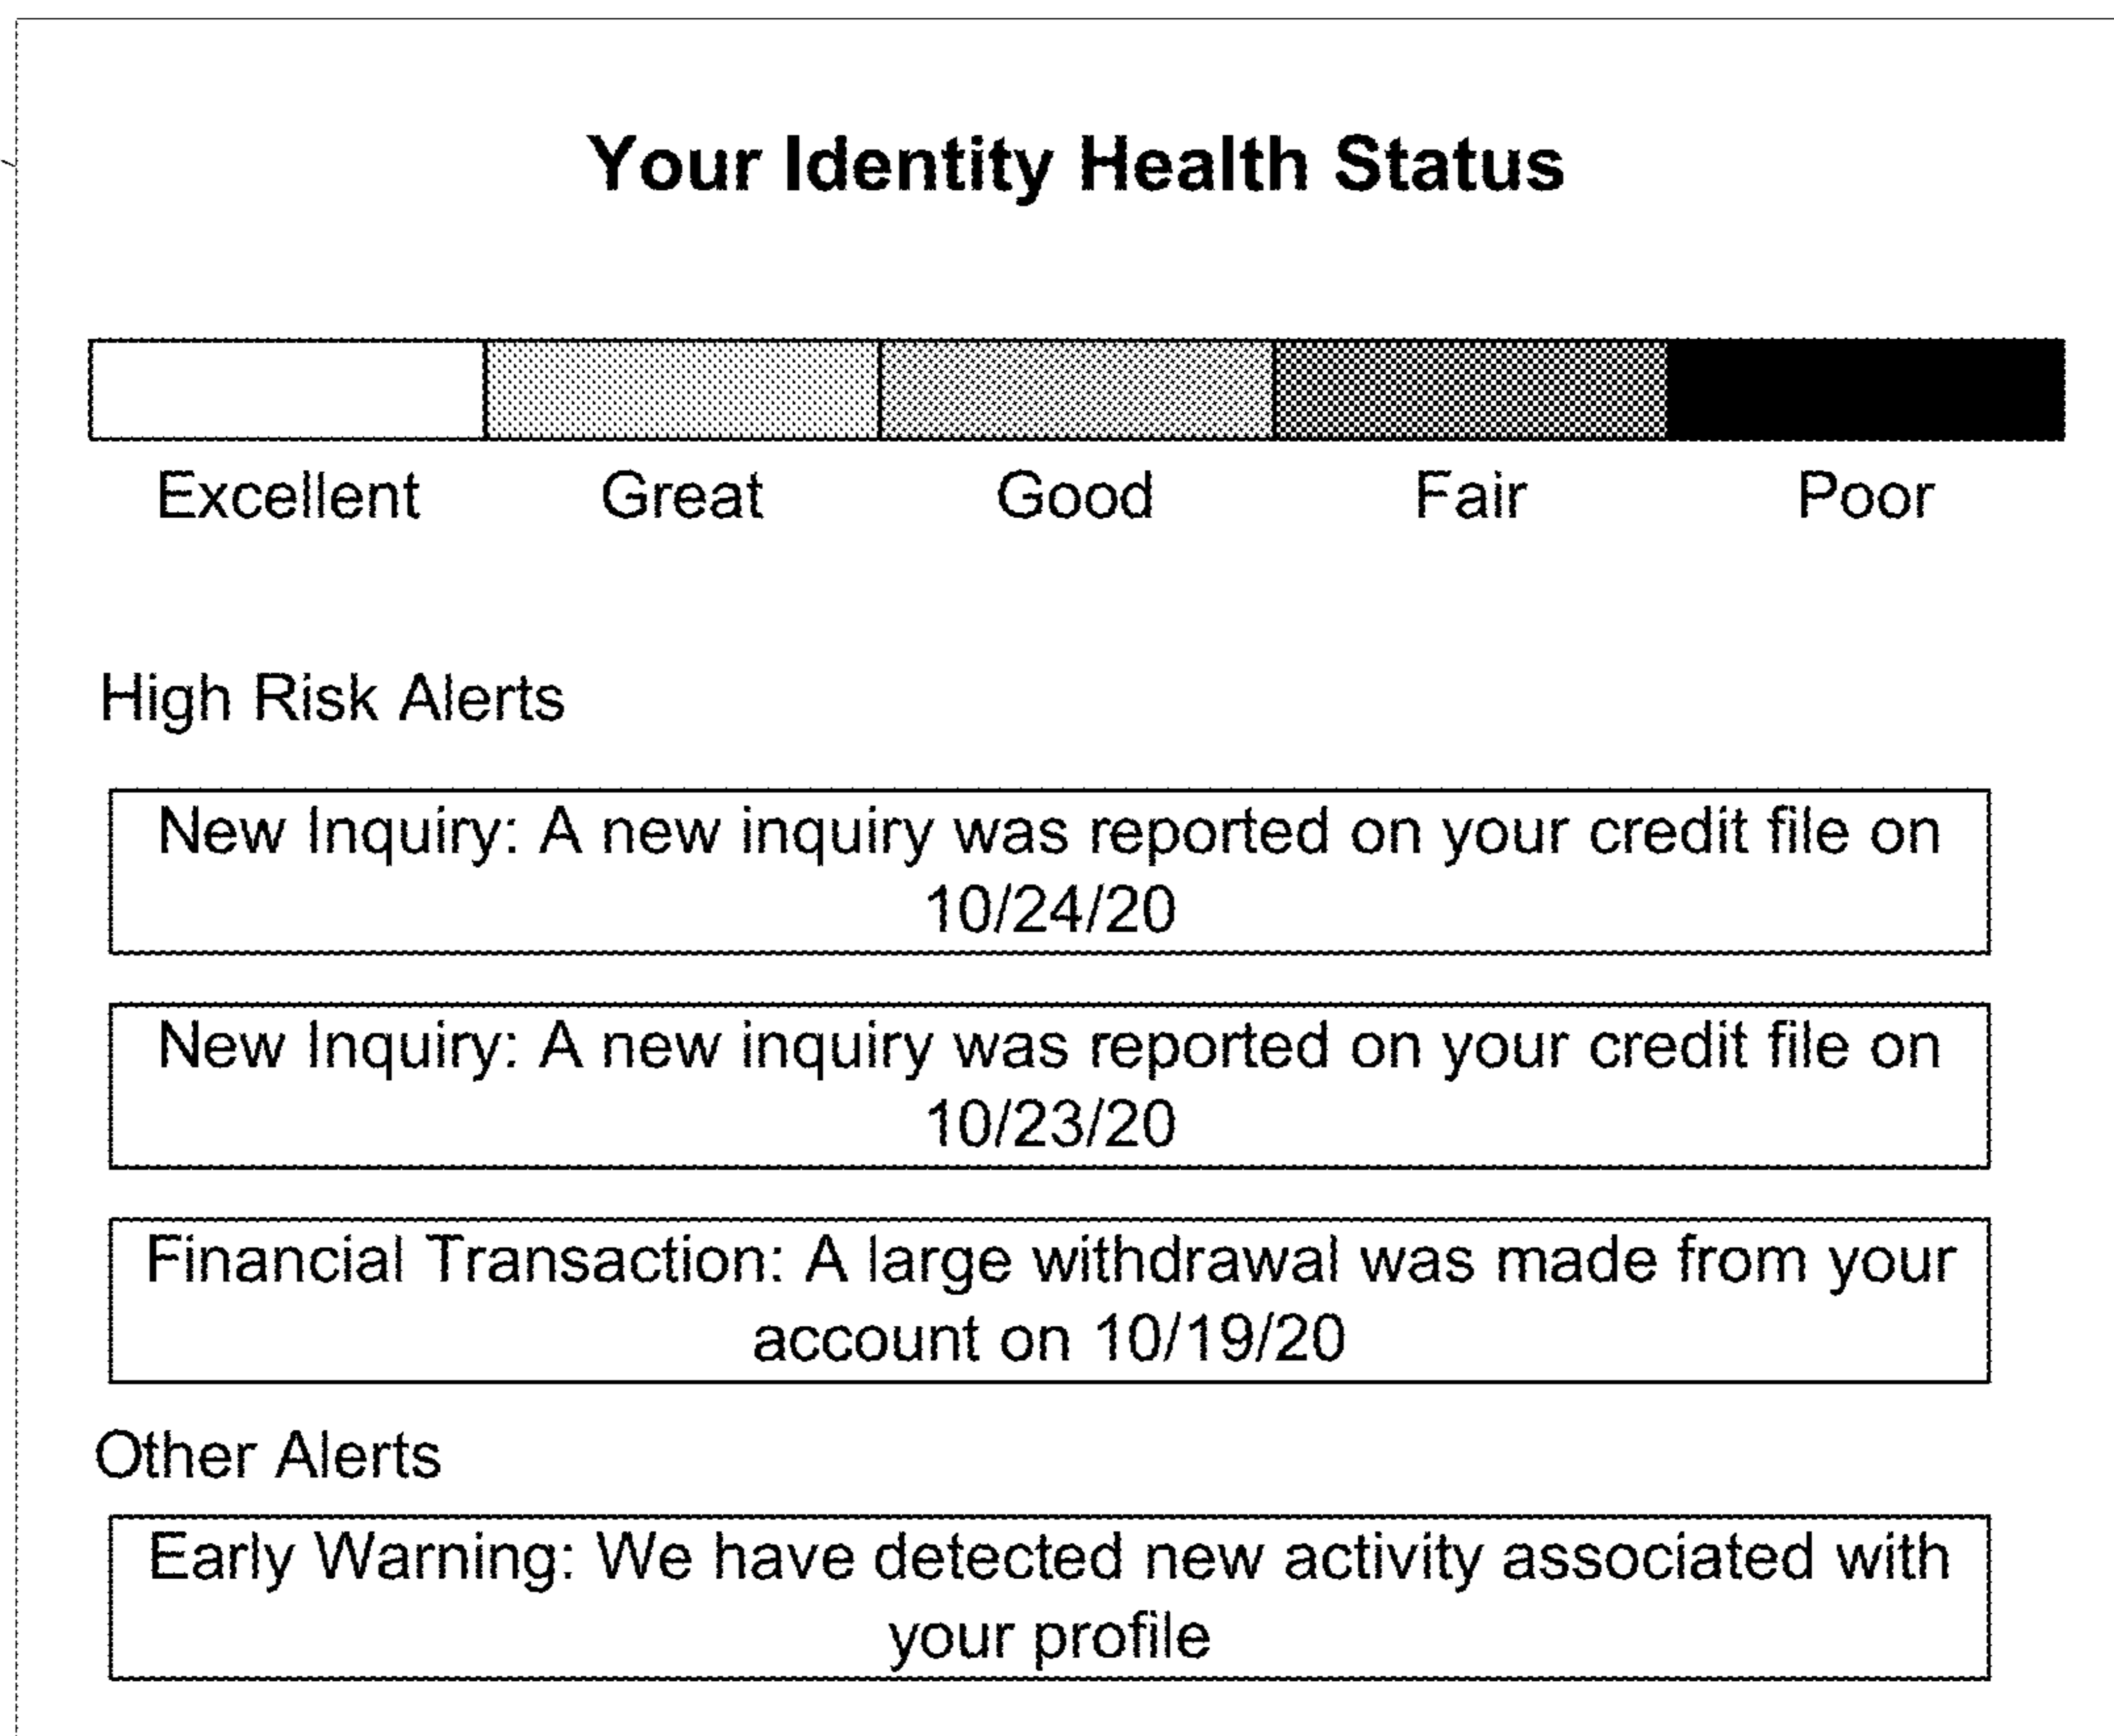 Your Identity Health Status
Excellent Great Good Fair Poor
High Risk Alerts
New Inquiry: A new inquiry was reported on your credit file on
10/24/20
New Inquiry: A new inquiry was reported on your credit file on
10/23/20
Financial Transaction: A large withdrawal was made from your
account on 10/19/20
Other Alerts
Early Warning: We have detected new activity associated with
your profile